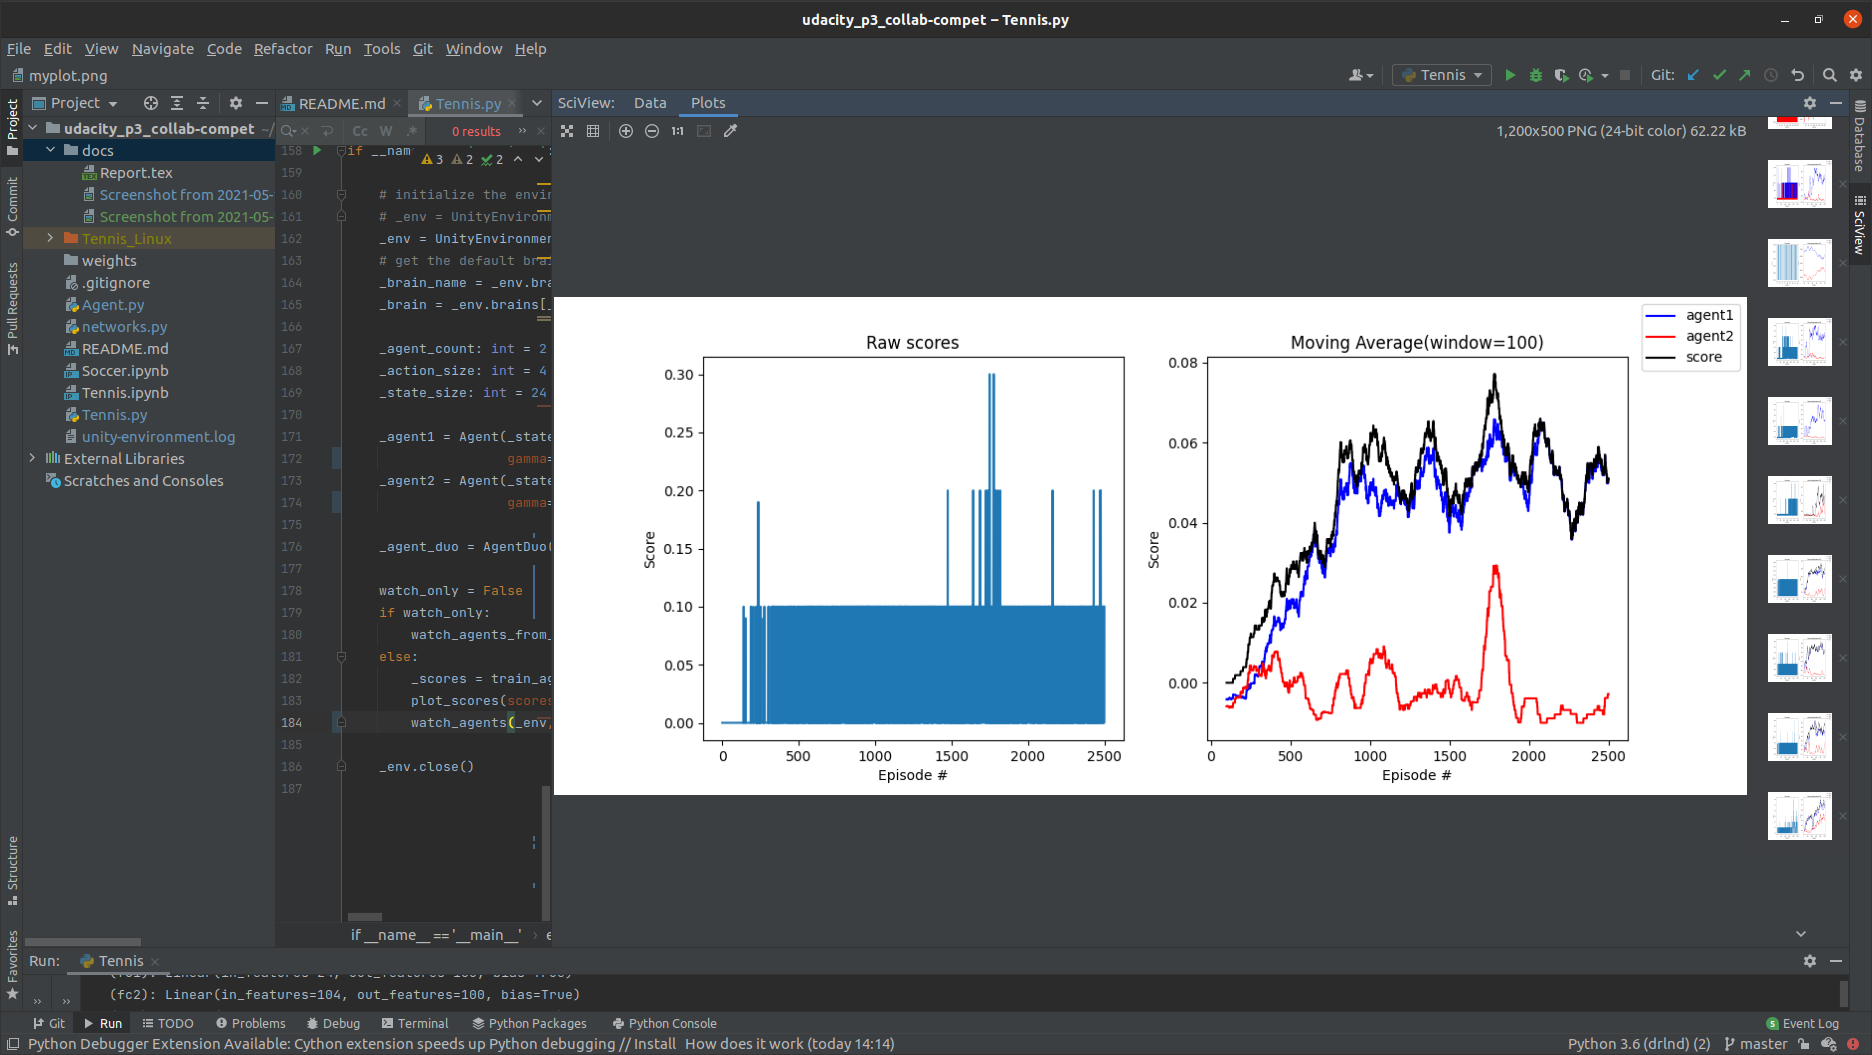 udacity_p3_collab-compet – Tennis.py
File Edit View Navigate Code Refactor Run Tools Git Window Help
myplot.png
Tennis
Git:
Project
README.md
Tennis.py
SciView:
Data
Plots
Cc W .*
0 results
1,200x500 PNG (24-bit color) 62.22 kB
3 2 2
udacity_p3_collab-compet ~/
docs
Report.tex
Screenshot from 2021-05-
Screenshot from 2021-05-
Tennis_Linux
weights
.gitignore
Agent.py
networks.py
README.md
Soccer.ipynb
Tennis.ipynb
Tennis.py
unity-environment.log
External Libraries
Scratches and Consoles
Project
Commit
Pull Requests
Structure
Favorites
158 if __nam
159
160 # initialize the envir
161 # _env = UnityEnvironm
162 _env = UnityEnvironmen
163 # get the default brai
164 _brain_name = _env.bra
165 _brain = _env.brains[_
166
167 _agent_count: int = 2
168 _action_size: int = 4
169 _state_size: int = 24
170
171 _agent1 = Agent(_state
172 gamma=
173 _agent2 = Agent(_state
174 gamma=
175
176 _agent_duo = AgentDuo(
177
178 watch_only = False
179 if watch_only:
180 watch_agents_from_
181 else:
182 _scores = train_ag
183 plot_scores(scores
184 watch_agents(_env,
185
186 _env.close()
187
if __name__ == '__main__' › e
Raw scores
0.30
0.25
0.20
0.15
0.10
0.05
0.00
Score
0 500 1000 1500 2000 2500
Episode #
Moving Average(window=100)
0.08
0.06
0.04
0.02
0.00
Score
0 500 1000 1500 2000 2500
Episode #
agent1
agent2
score
Database
SciView
Run:
Tennis
(fc2): Linear(in_features=104, out_features=100, bias=True)
Git Run TODO Problems Debug Terminal Python Packages Python Console
Event Log
Python Debugger Extension Available: Cython extension speeds up Python debugging // Install How does it work (today 14:14)
Python 3.6 (drlnd) (2)
master